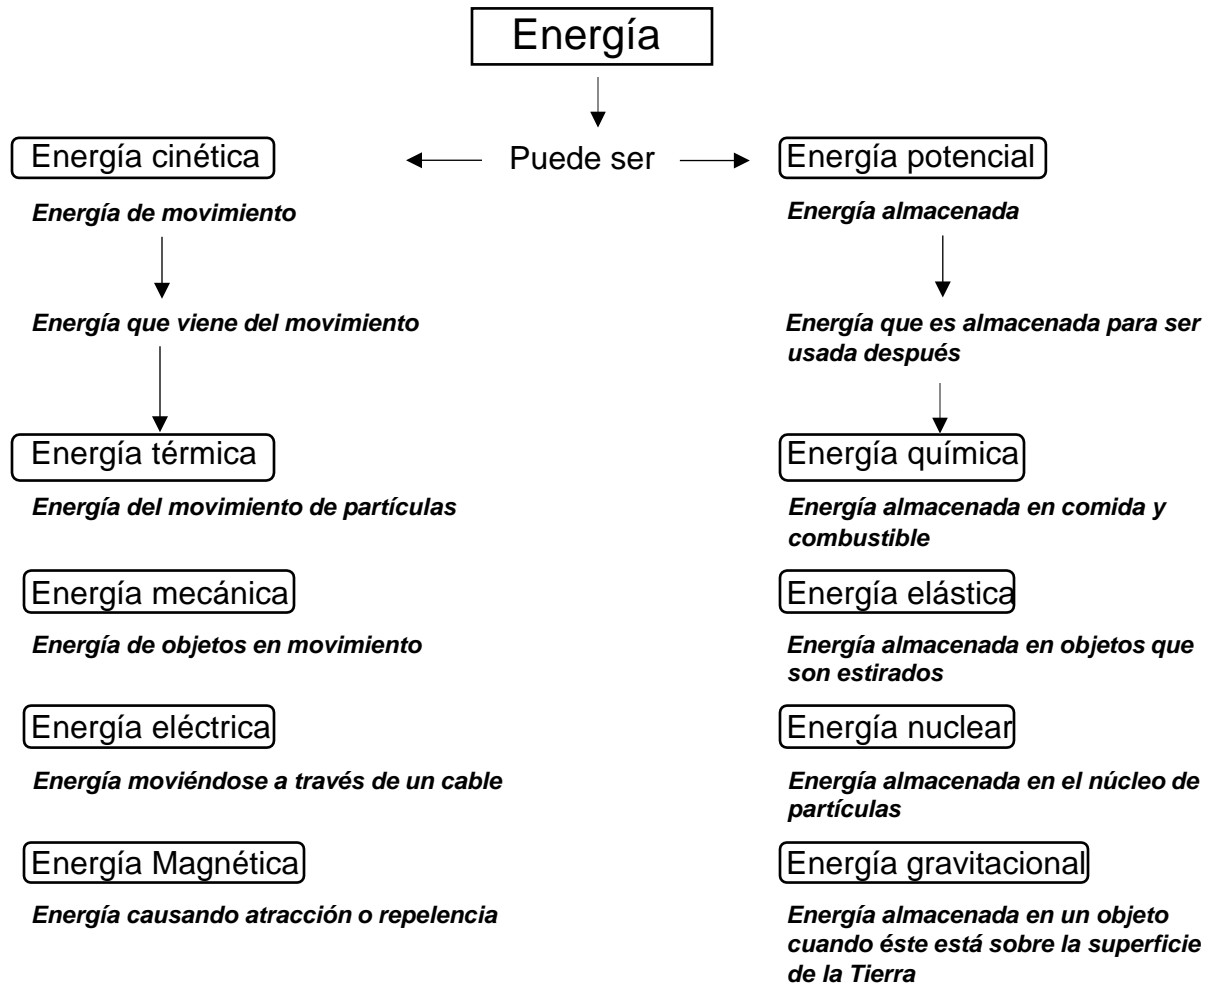 Energía
Puede ser
Energía cinética
Energía de movimiento
Energía que viene del movimiento
Energía térmica
Energía del movimiento de partículas
Energía mecánica
Energía de objetos en movimiento
Energía eléctrica
Energía moviéndose a través de un cable
Energía Magnética
Energía causando atracción o repelencia
Energía potencial
Energía almacenada
Energía que es almacenada para ser
usada después
Energía química
Energía almacenada en comida y
combustible
Energía elástica
Energía almacenada en objetos que
son estirados
Energía nuclear
Energía almacenada en el núcleo de
partículas
Energía gravitacional
Energía almacenada en un objeto
cuando éste está sobre la superficie
de la Tierra